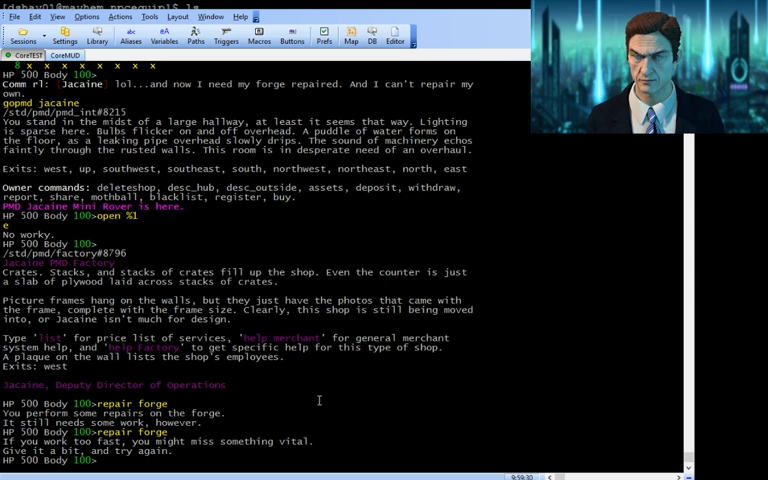 [dshav01@mayhem npcequip]$ ls
File View Options Actions Tools Layout Window Help
Sessions Settings Library Aliases Variables Paths Triggers Macros Buttons Prefs Map DB Editor
CoreTEST CoreMUD
8 x x x x x x x x
HP 500 Body 100>
Comm rl: [Jacaine] lol...and now I need my forge repaired. And I can't repair my
own.
gopmd jacaine
/std/pmd/pmd_int#8215
You stand in the midst of a large hallway, at least it seems that way. Lighting
is sparse here. Bulbs flicker on and off overhead. A puddle of water forms on
the floor, as a leaking pipe overhead slowly drips. The sound of machinery echos
faintly through the rusted walls. This room is in desperate need of an overhaul.
Exits: west, up, southwest, southeast, south, northwest, northeast, north, east
Owner commands: deleteshop, desc_hub, desc_outside, assets, deposit, withdraw,
report, share, mothball, blacklist, register, buy.
PMD Jacaine Mini Rover is here.
HP 500 Body 100>open %1
e
No worky.
HP 500 Body 100>
/std/pmd/factory#8796
Jacaine PMD Factory
Crates. Stacks, and stacks of crates fill up the shop. Even the counter is just
a slab of plywood laid across stacks of crates.
Picture frames hang on the walls, but they just have the photos that came with
the frame, complete with the frame size. Clearly, this shop is still being moved
into, or Jacaine isn't much for design.
Type 'list' for price list of services, 'help merchant' for general merchant
system help, and 'help Factory' to get specific help for this type of shop.
A plaque on the wall lists the shop's employees.
Exits: west
Jacaine, Deputy Director of Operations
HP 500 Body 100>repair forge
You perform some repairs on the forge.
It still needs some work, however.
HP 500 Body 100>repair forge
If you work too fast, you might miss something vital.
Give it a bit, and try again.
HP 500 Body 100>
9:59:30